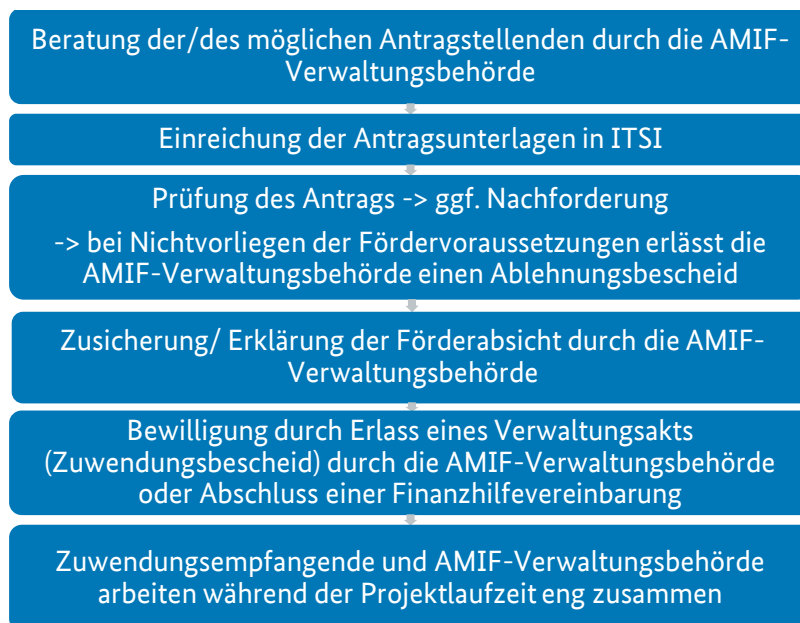 Beratung der/des möglichen Antragstellenden durch die AMIF-
Verwaltungsbehörde
Einreichung der Antragsunterlagen in ITSI
Prüfung des Antrags -> ggf. Nachforderung
-> bei Nichtvorliegen der Fördervoraussetzungen erlässt die
AMIF-Verwaltungsbehörde einen Ablehnungsbescheid
Zusicherung/ Erklärung der Förderabsicht durch die AMIF-
Verwaltungsbehörde
Bewilligung durch Erlass eines Verwaltungsakts
(Zuwendungsbescheid) durch die AMIF-Verwaltungsbehörde
oder Abschluss einer Finanzhilfevereinbarung
Zuwendungsempfangende und AMIF-Verwaltungsbehörde
arbeiten während der Projektlaufzeit eng zusammen